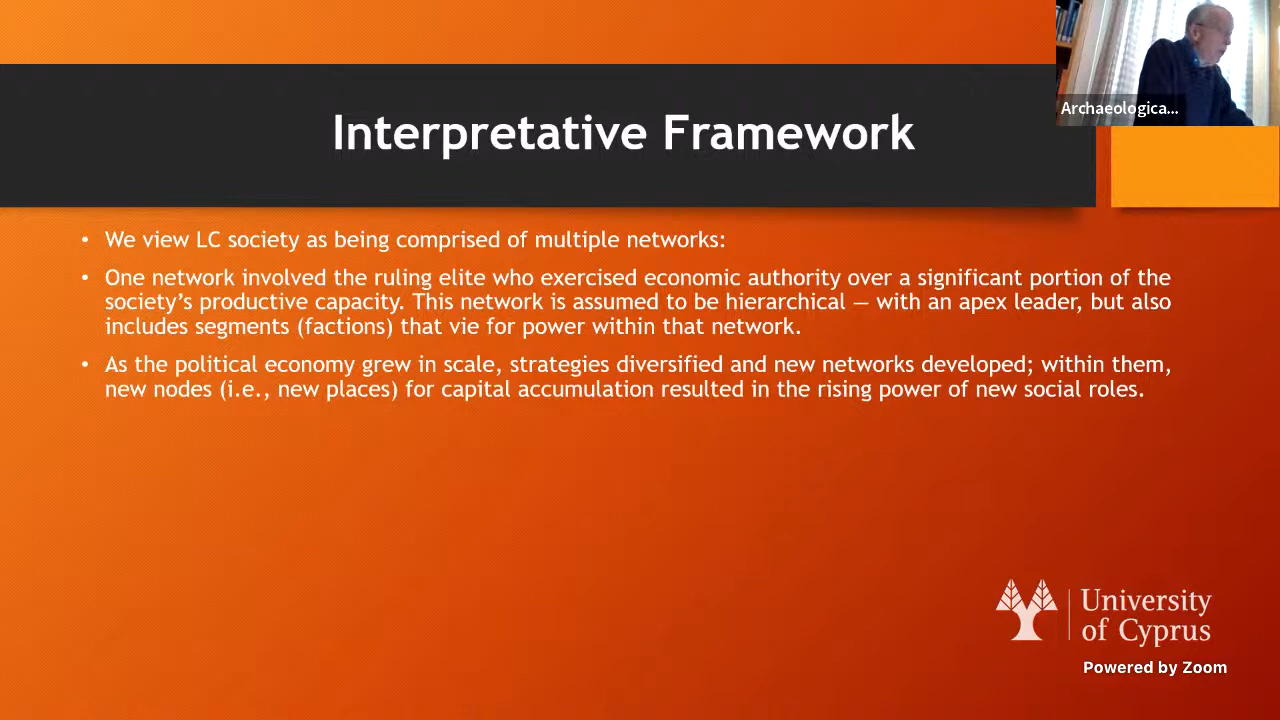 Archaeologica...
Interpretative Framework
• We view LC society as being comprised of multiple networks:
• One network involved the ruling elite who exercised economic authority over a significant portion of the
society’s productive capacity. This network is assumed to be hierarchical — with an apex leader, but also
includes segments (factions) that vie for power within that network.
• As the political economy grew in scale, strategies diversified and new networks developed; within them,
new nodes (i.e., new places) for capital accumulation resulted in the rising power of new social roles.
University
of Cyprus
Powered by Zoom